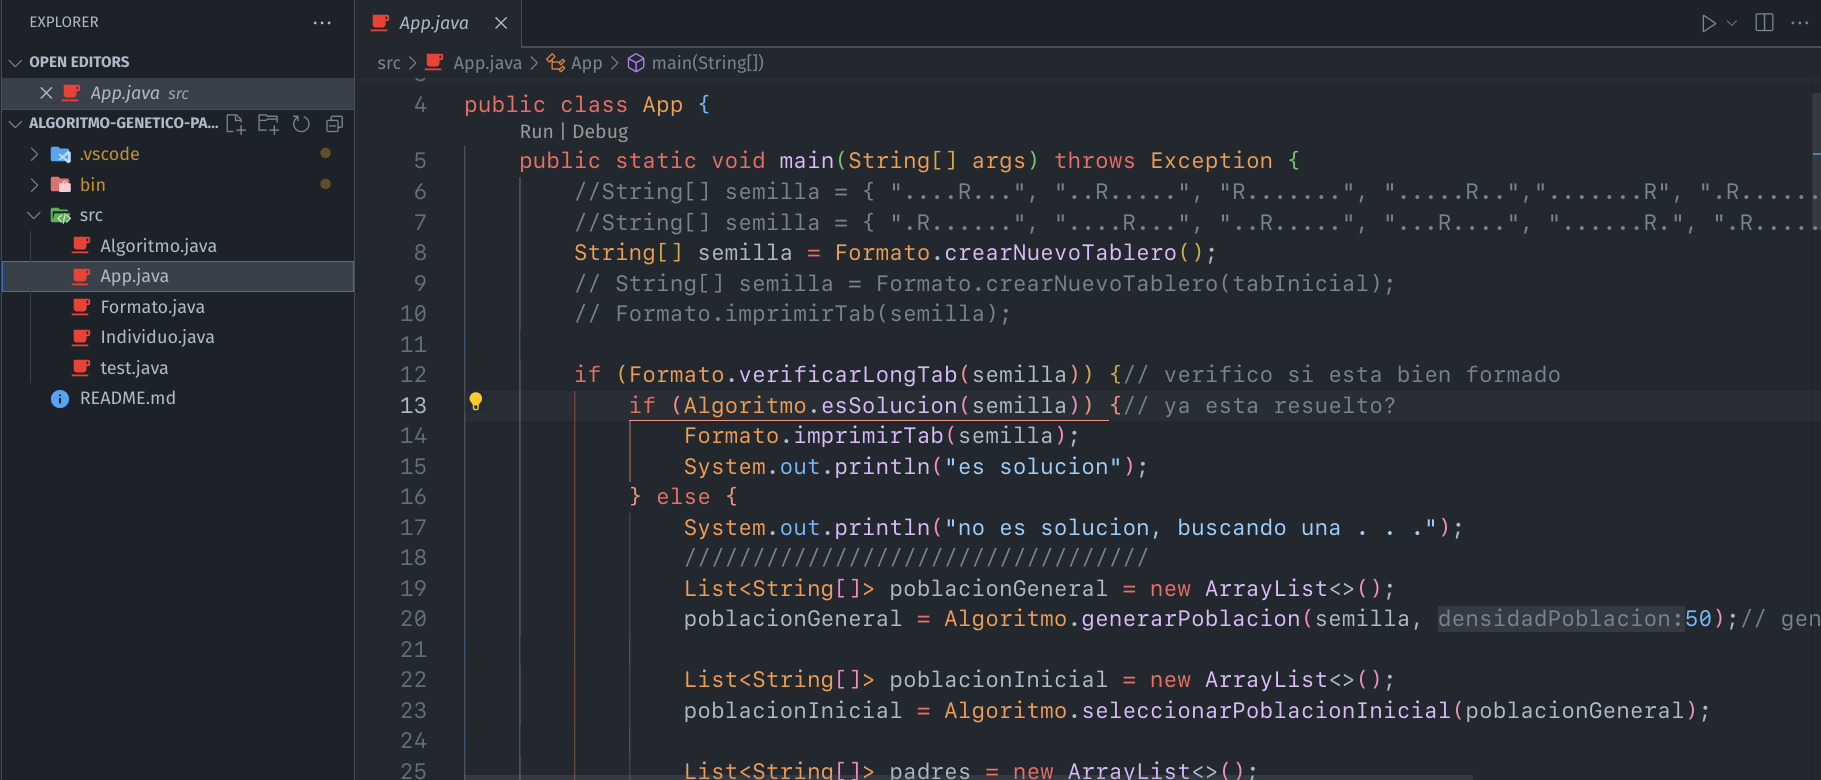 EXPLORER
OPEN EDITORS
App.java src
ALGORITMO-GENETICO-PA...
.vscode
bin
src
Algoritmo.java
App.java
Formato.java
Individuo.java
test.java
README.md
App.java
src > App.java > App > main(String[])
4 public class App {
Run | Debug
5 public static void main(String[] args) throws Exception {
6 //String[] semilla = { "....R...", "..R.....", "R.......", ".....R..",".......R", ".R......
7 //String[] semilla = { ".R......", "....R...", "..R.....", "...R....", "......R.", ".R.....
8 String[] semilla = Formato.crearNuevoTablero();
9 // String[] semilla = Formato.crearNuevoTablero(tabInicial);
10 // Formato.imprimirTab(semilla);
11
12 if (Formato.verificarLongTab(semilla)) {// verifico si esta bien formado
13 if (Algoritmo.esSolucion(semilla)) {// ya esta resuelto?
14 Formato.imprimirTab(semilla);
15 System.out.println("es solucion");
16 } else {
17 System.out.println("no es solucion, buscando una . . .");
18 //////////////////////////////////
19 List<String[]> poblacionGeneral = new ArrayList<>();
20 poblacionGeneral = Algoritmo.generarPoblacion(semilla, densidadPoblacion:50);// gen
21
22 List<String[]> poblacionInicial = new ArrayList<>();
23 poblacionInicial = Algoritmo.seleccionarPoblacionInicial(poblacionGeneral);
24
25 List<String[]> padres = new ArrayList<>();